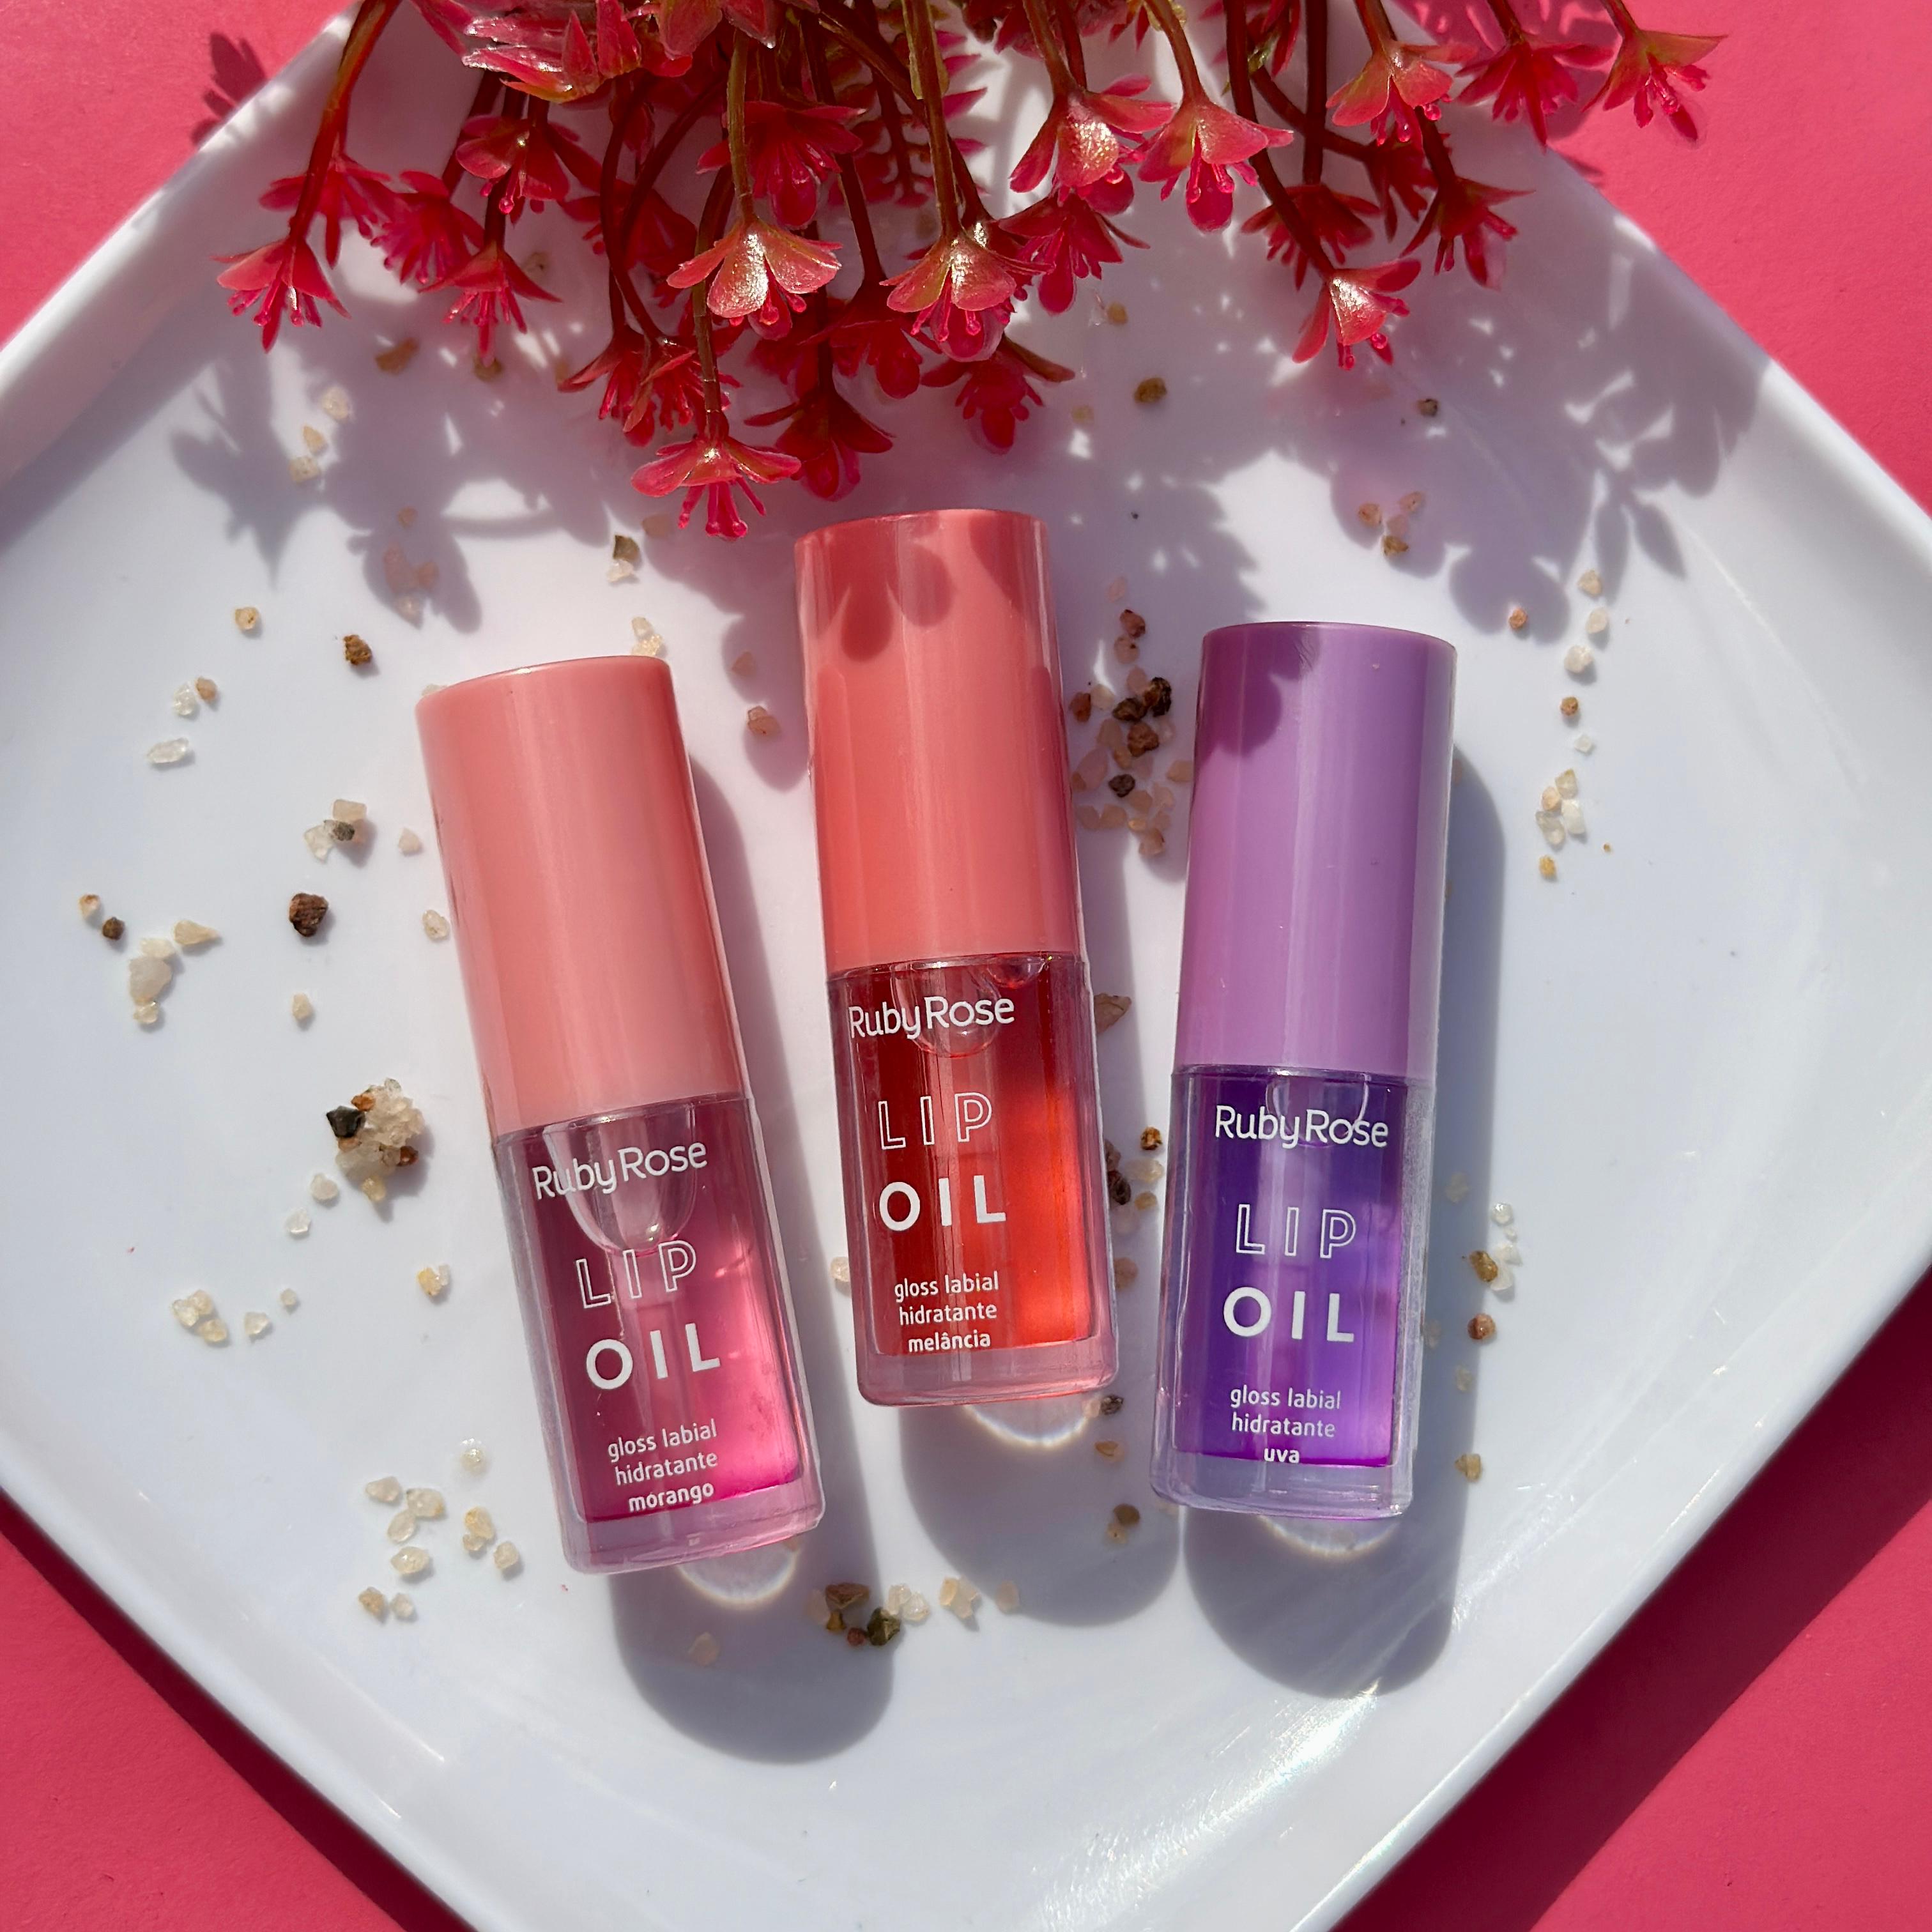 RubyRose
LIP
OIL
gloss labial
hidratante
morango
RubyRose
LIP
OIL
gloss labial
hidratante
melância
RubyRose
LIP
OIL
gloss labial
hidratante
uva